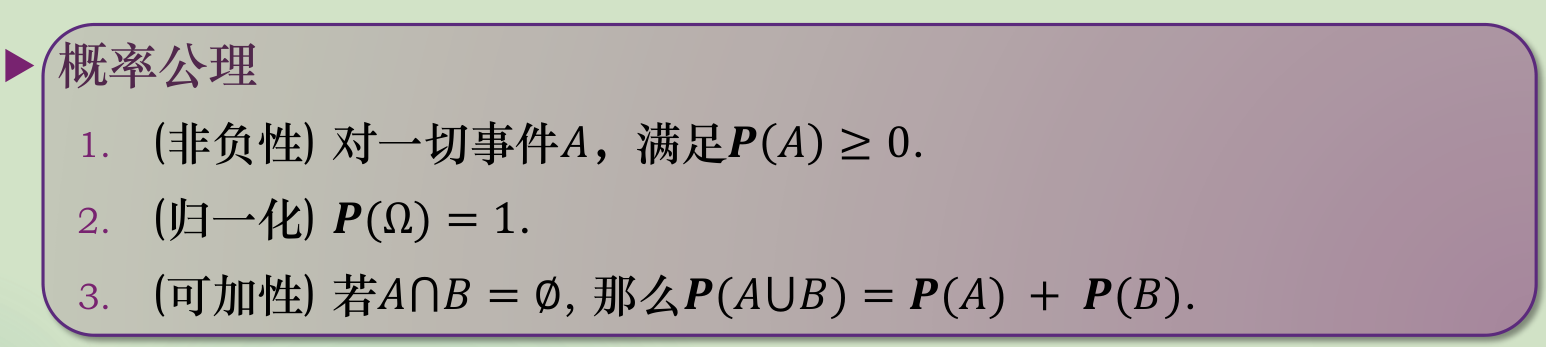 概率公理
1. (非负性) 对一切事件A，满足P(A) ≥ 0.
2. (归一化) P(Ω) = 1.
3. (可加性) 若A∩B = ∅, 那么P(A∪B) = P(A) + P(B).